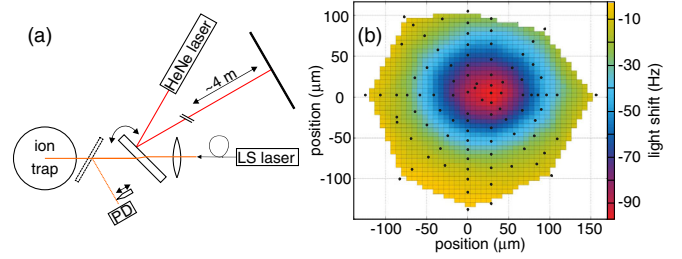 (a)
HeNe laser
~4 m
ion
trap
LS laser
PD
(b)
position (µm)
100
50
0
-50
-100
-100
-50
0
50
100
150
position (µm)
-10
-30
-50
-70
-90
light shift (Hz)